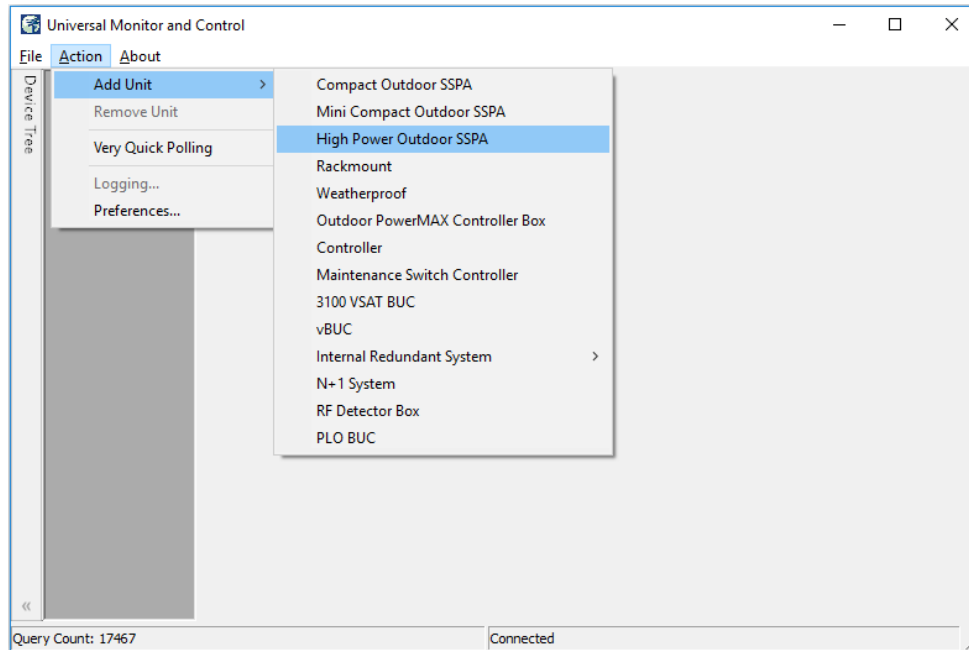 Universal Monitor and Control
File Action About
Device Tree
Add Unit
Remove Unit
Very Quick Polling
Logging...
Preferences...
Compact Outdoor SSPA
Mini Compact Outdoor SSPA
High Power Outdoor SSPA
Rackmount
Weatherproof
Outdoor PowerMAX Controller Box
Controller
Maintenance Switch Controller
3100 VSAT BUC
vBUC
Internal Redundant System
N+1 System
RF Detector Box
PLO BUC
Query Count: 17467 Connected